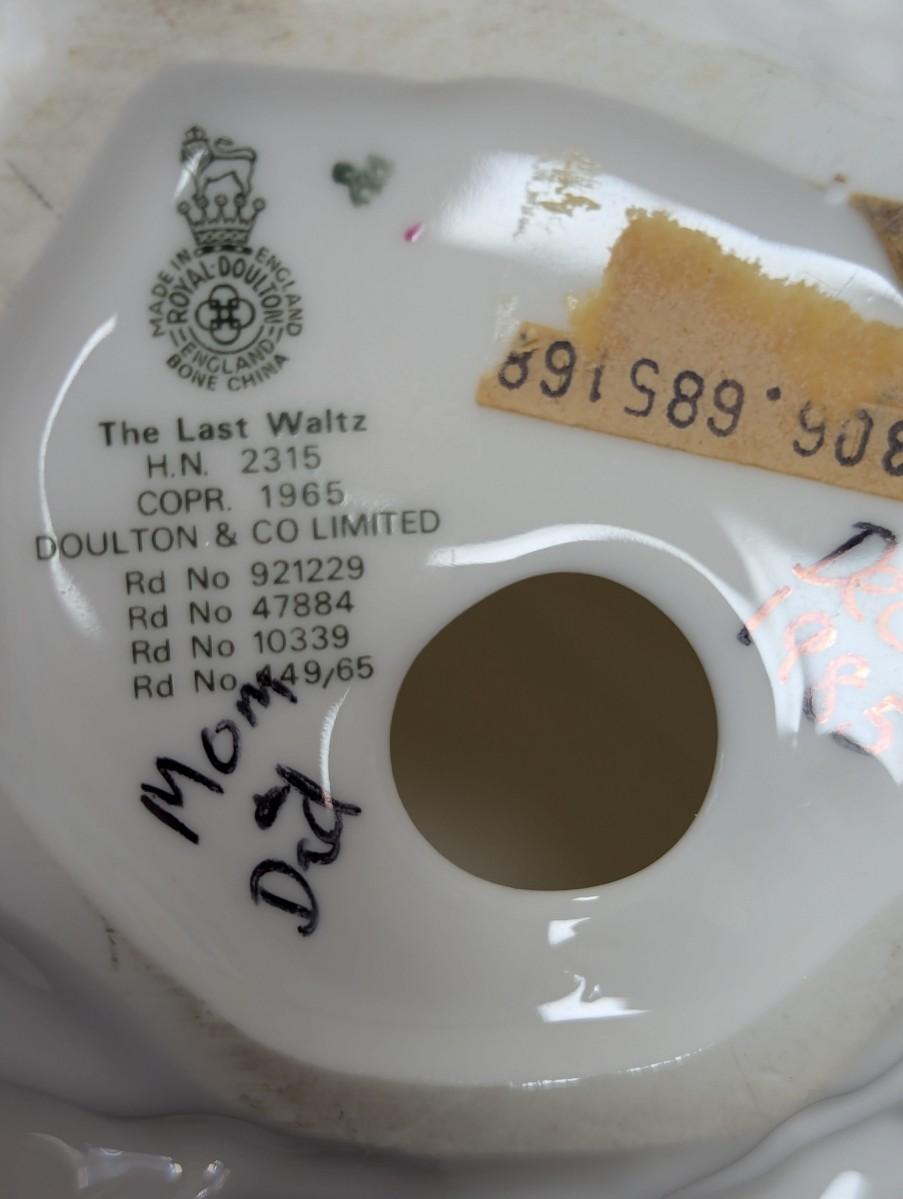 MADE IN ENGLAND
ROYAL·DOULTON
ENGLAND
BONE CHINA
The Last Waltz
H.N. 2315
COPR. 1965
DOULTON & CO LIMITED
Rd No 921229
Rd No 47884
Rd No 10339
Rd No 449/65
Mom
&
Dad
1985